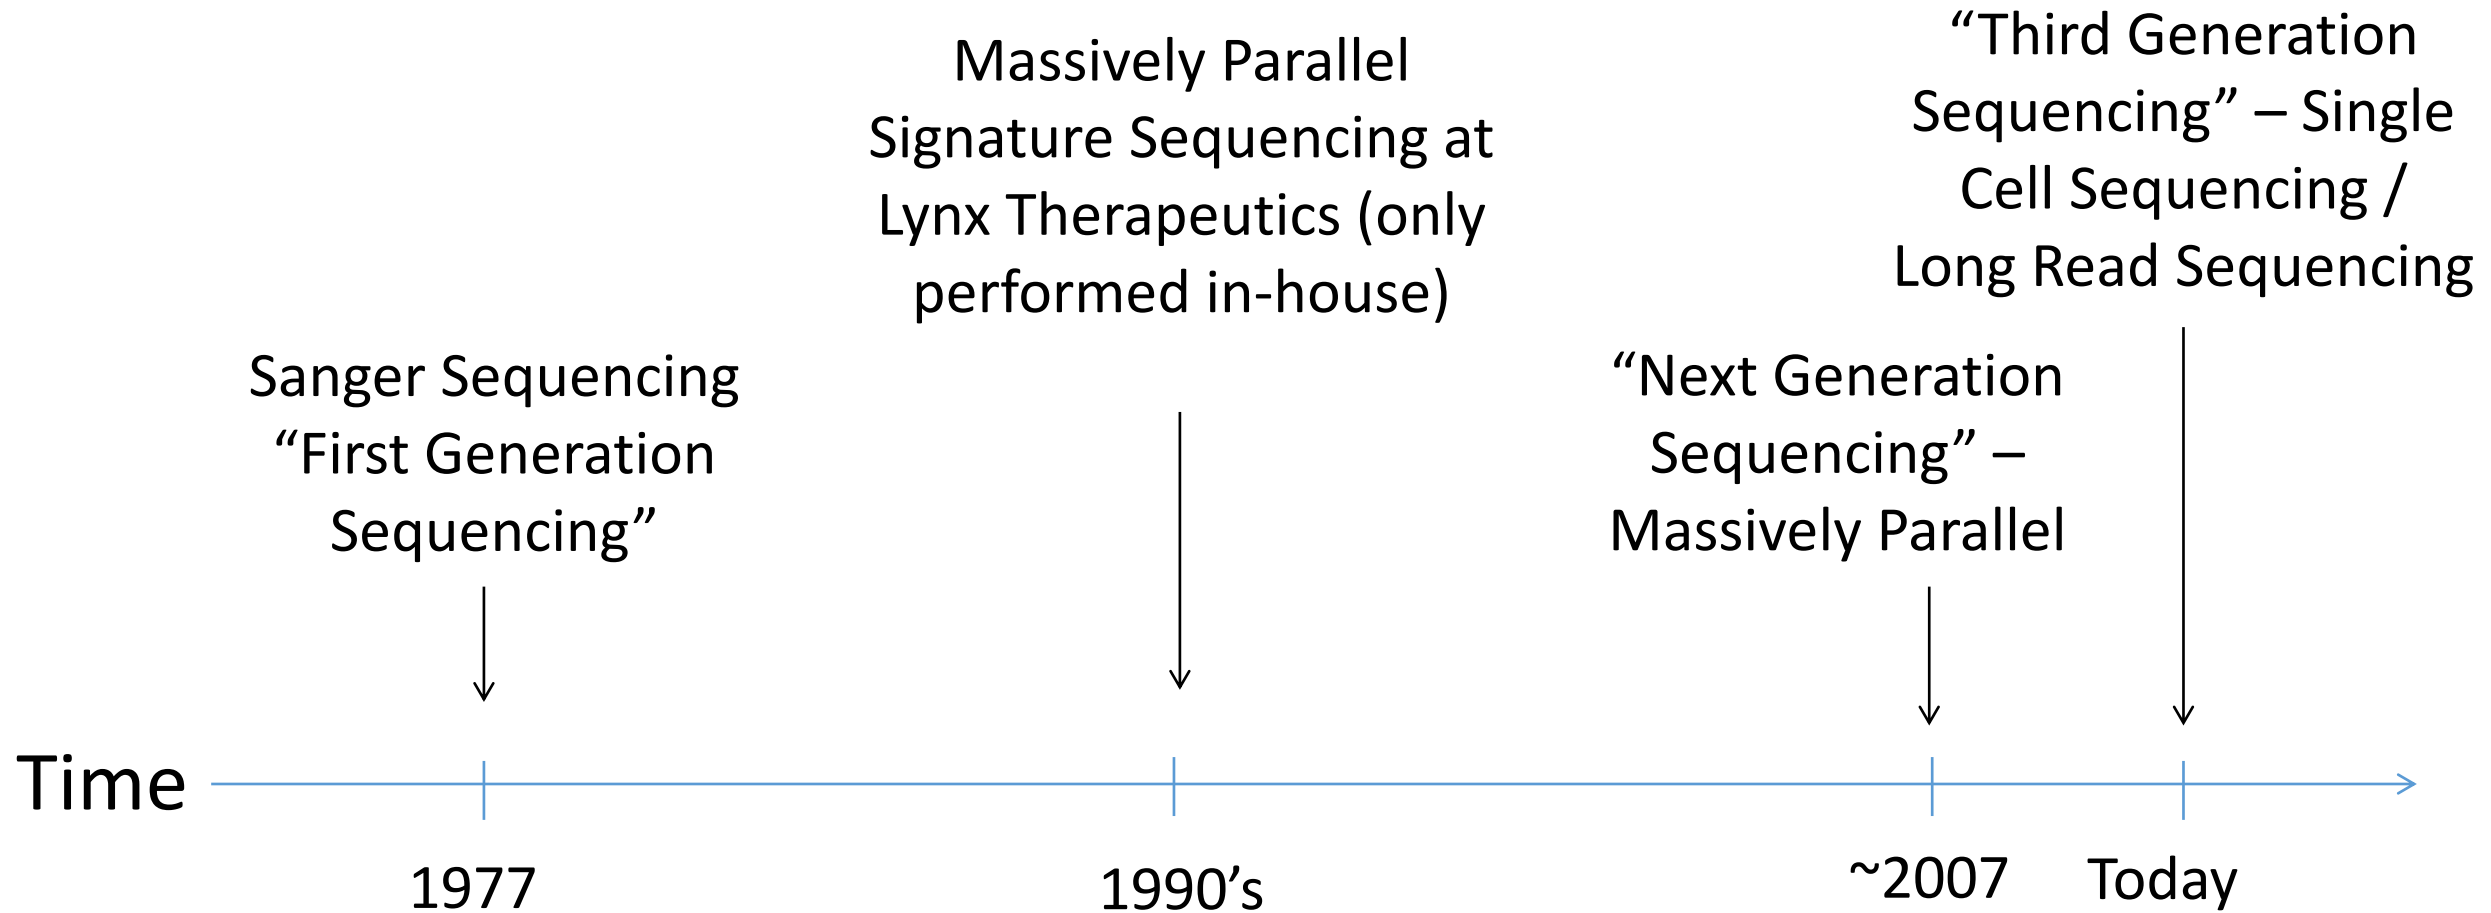 Sanger Sequencing
“First Generation
Sequencing”
Massively Parallel
Signature Sequencing at
Lynx Therapeutics (only
performed in-house)
“Next Generation
Sequencing” –
Massively Parallel
“Third Generation
Sequencing” – Single
Cell Sequencing /
Long Read Sequencing
Time
1977
1990’s
~2007
Today